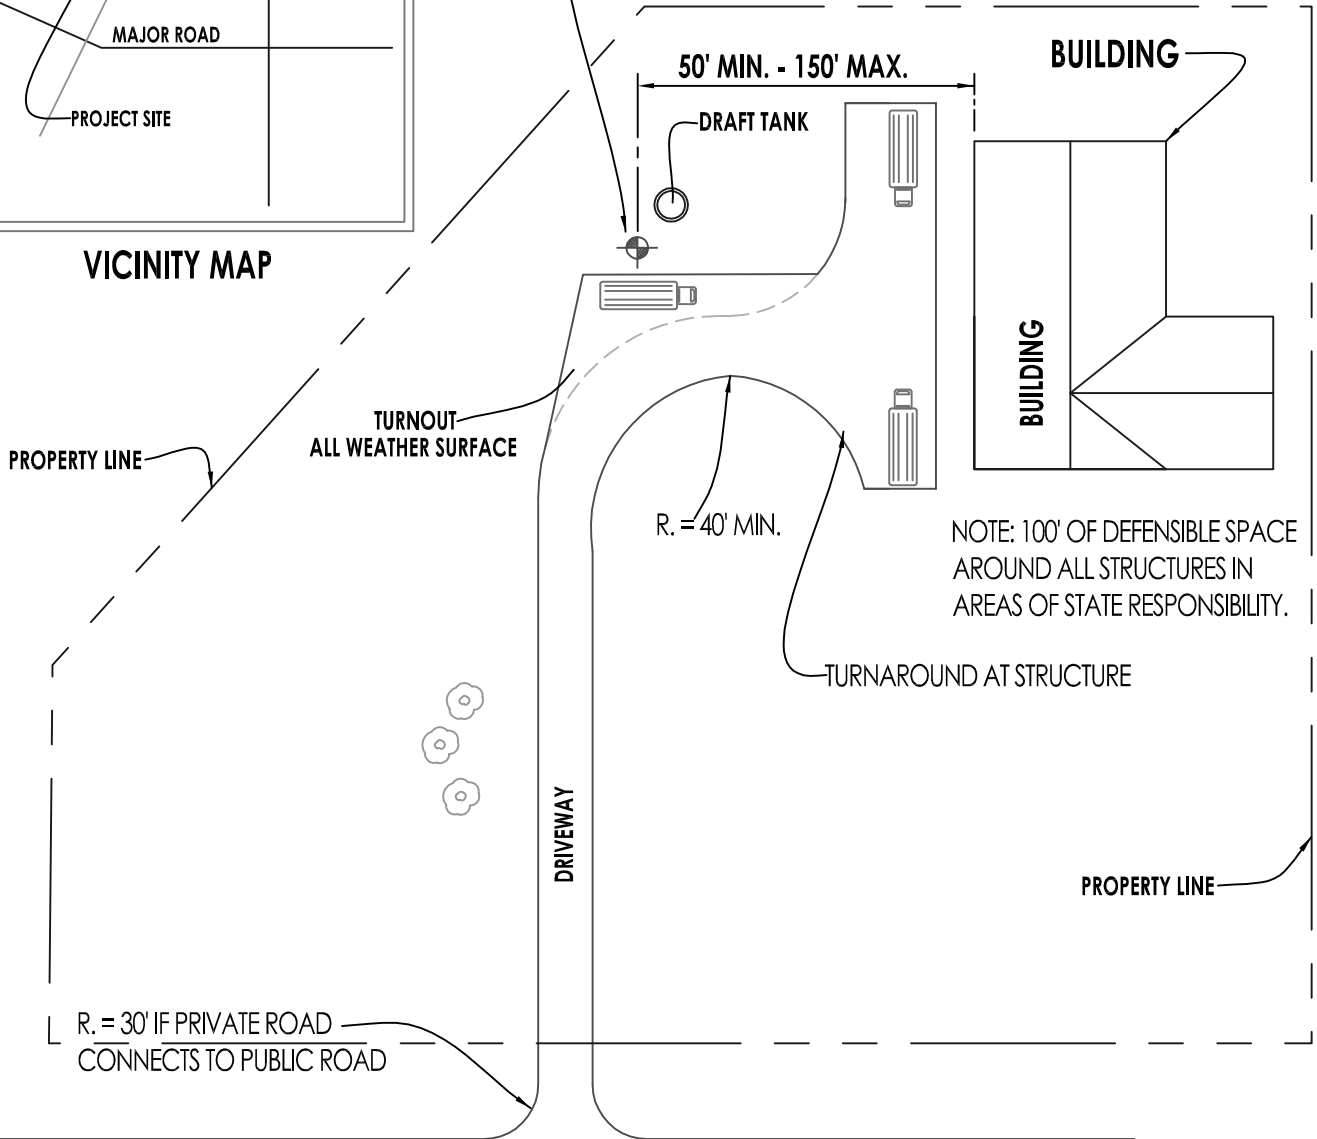 MAJOR ROAD
PROJECT SITE
VICINITY MAP
50' MIN. - 150' MAX.
BUILDING
DRAFT TANK
BUILDING
TURNOUT
ALL WEATHER SURFACE
PROPERTY LINE
R. = 40' MIN.
NOTE: 100' OF DEFENSIBLE SPACE
AROUND ALL STRUCTURES IN
AREAS OF STATE RESPONSIBILITY.
TURNAROUND AT STRUCTURE
DRIVEWAY
PROPERTY LINE
R. = 30' IF PRIVATE ROAD
CONNECTS TO PUBLIC ROAD